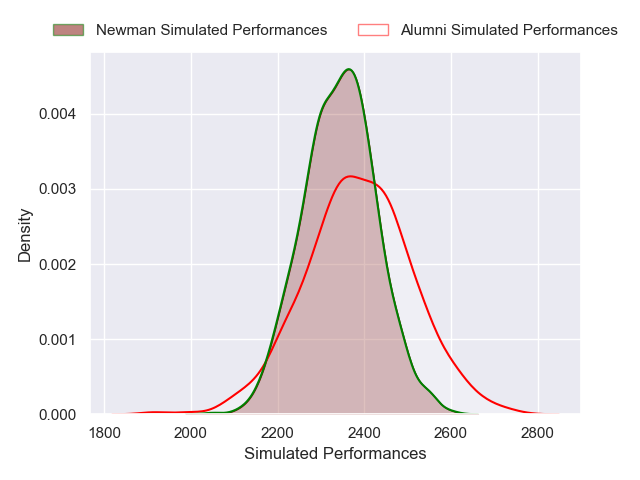 Newman Simulated Performances Alumni Simulated Performances
0.004
0.003
0.002
0.001
0.000
Density
1800 2000 2200 2400 2600 2800
Simulated Performances